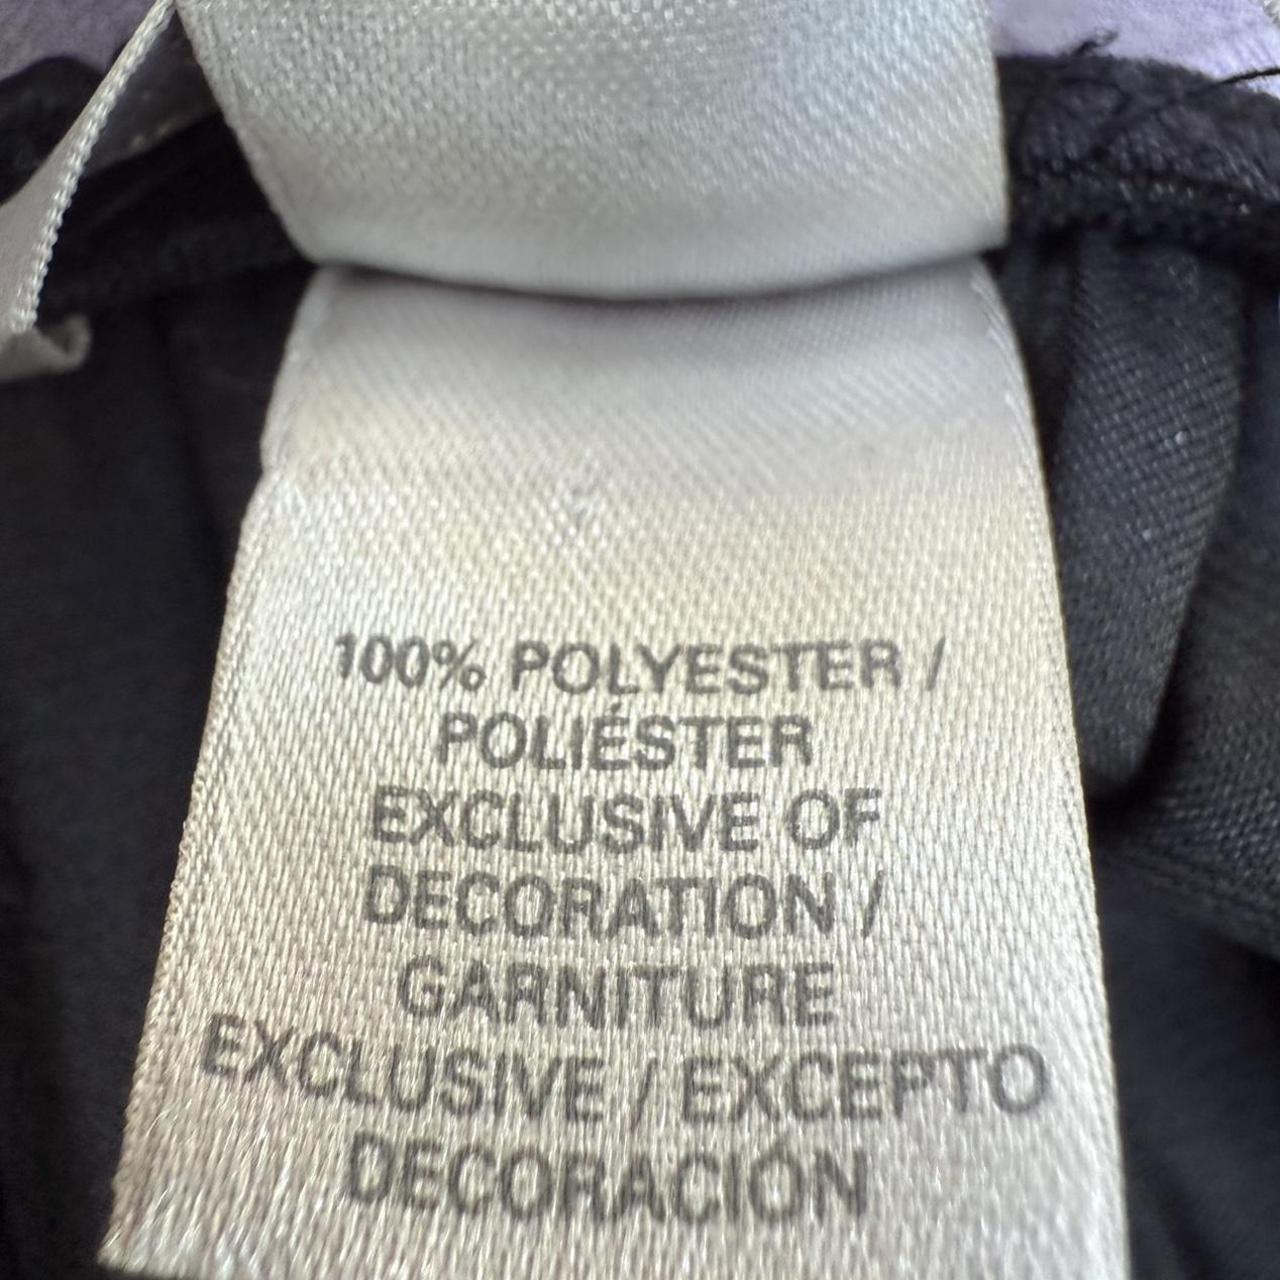 100% POLYESTER /
POLIÉSTER
EXCLUSIVE OF
DECORATION /
GARNITURE
EXCLUSIVE / EXCEPTO
DECORACIÓN